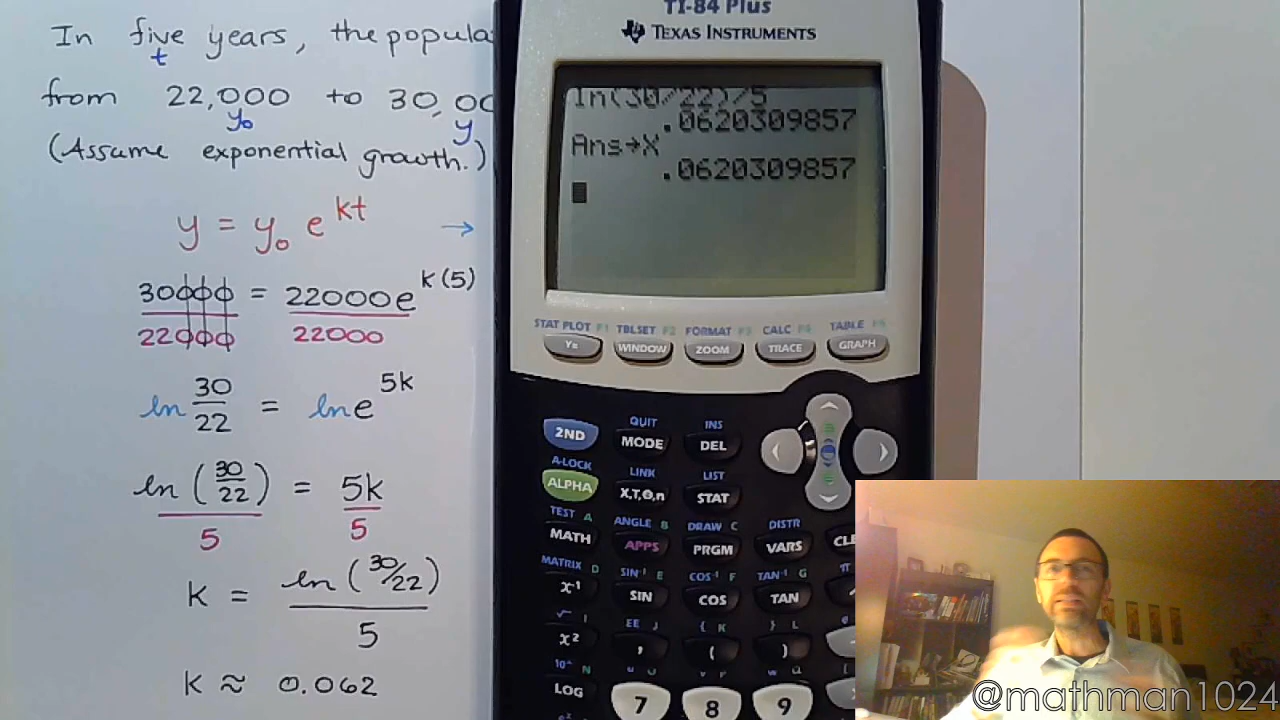 In five years, the popula
t
from 22,000 to 30,00
y₀ y
(Assume exponential growth.)
y = y₀ e^kt →
30000 = 22000e^k(5)
22000 22000
ln 30/22 = ln e^5k
ln (30/22) = 5k
5 5
k = ln (30/22)
5
k ≈ 0.062
TI-84 Plus
TEXAS INSTRUMENTS
ln(30/22)/5
.0620309857
Ans→X
.0620309857
STAT PLOT F1 TBLSET F2 FORMAT F3 CALC F4 TABLE F5
Y= WINDOW ZOOM TRACE GRAPH
QUIT INS
2ND MODE DEL
A-LOCK LINK LIST
ALPHA X,T,Θ,n STAT
TEST A ANGLE B DRAW C DISTR
MATH APPS PRGM VARS CLE
MATRIX D SIN⁻¹ E COS⁻¹ F TAN⁻¹ G π
x⁻¹ SIN COS TAN
√ I EE J { K } L e
x² , ( )
10^x N u O v P w Q
LOG 7 8 9
e^x
@mathman1024